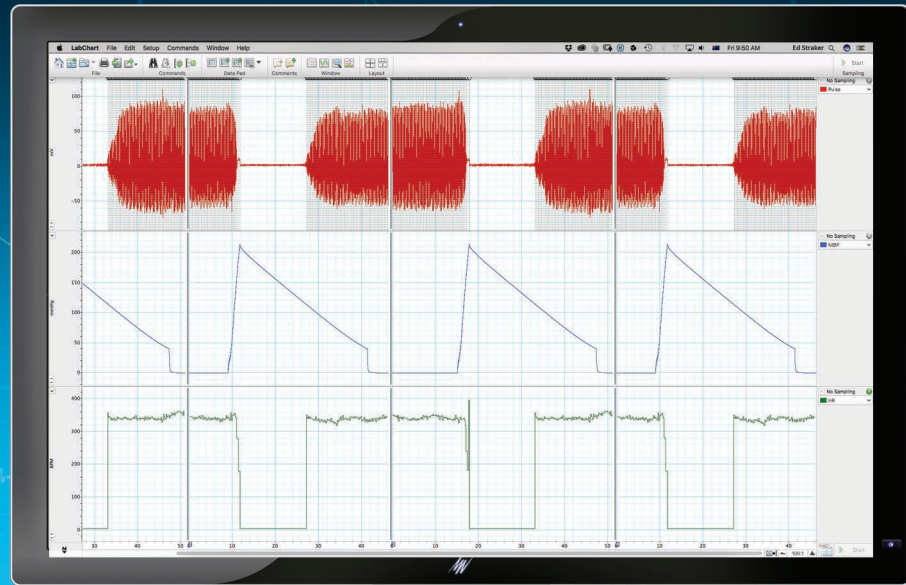 LabChart File Edit Setup Commands Window Help
Fri 9:50 AM Ed Straker
File Commands Data Pad Comments Window Layout
Start
Sampling
100
50
0
-50
mV
No Sampling
Pulse
200
150
100
50
0
mmHg
No Sampling
NIBP
400
300
200
100
0
BPM
No Sampling
HR
30 40 50 10 20 30 40 10 20 30 40 50 10 20 30 40
100:1
Start